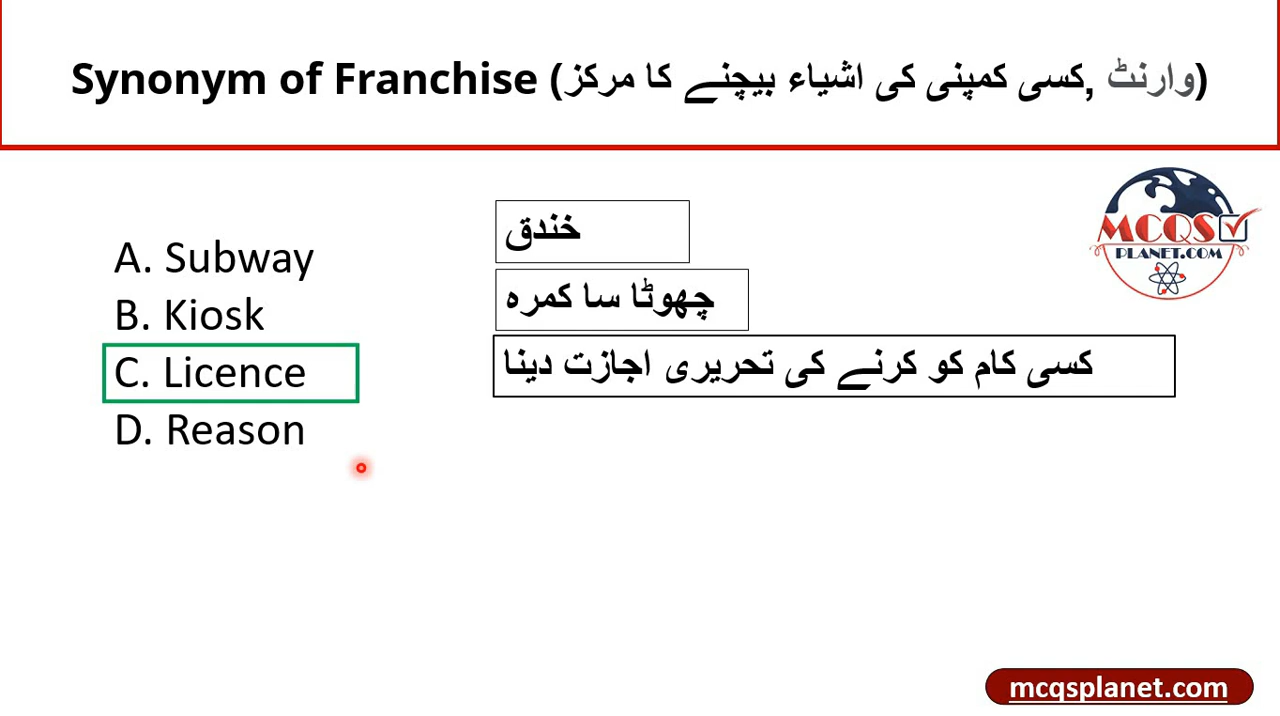 Synonym of Franchise (کسی کمپنی کی اشیاء بیچنے کا مرکز, وارنٹ)
MCQS
PLANET.COM
A. Subway
خندق
B. Kiosk
چھوٹا سا کمرہ
C. Licence
کسی کام کو کرنے کی تحریری اجازت دینا
D. Reason
mcqsplanet.com